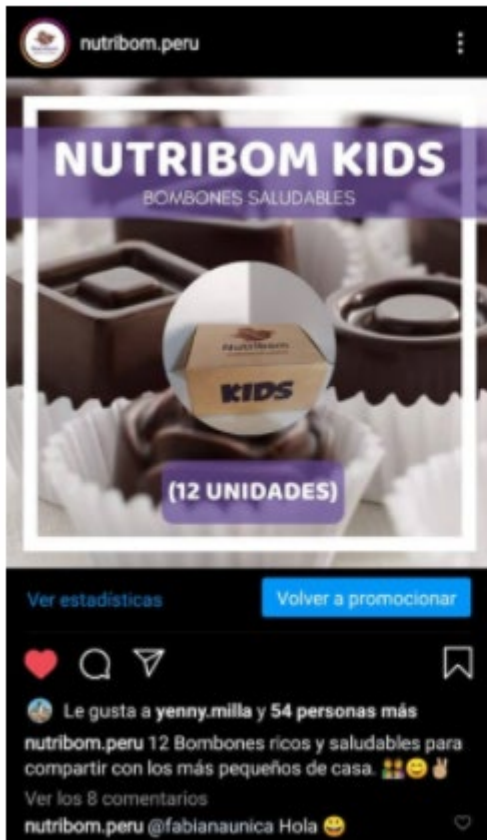 nutribom.peru
NUTRIBOM KIDS
BOMBONES SALUDABLES
Nutribom
KIDS
(12 UNIDADES)
Ver estadísticas
Volver a promocionar
Le gusta a yenny.milla y 54 personas más
nutribom.peru 12 Bombones ricos y saludables para
compartir con los más pequeños de casa. 👫😊✌🏼
Ver los 8 comentarios
nutribom.peru @fabianaunica Hola 😀